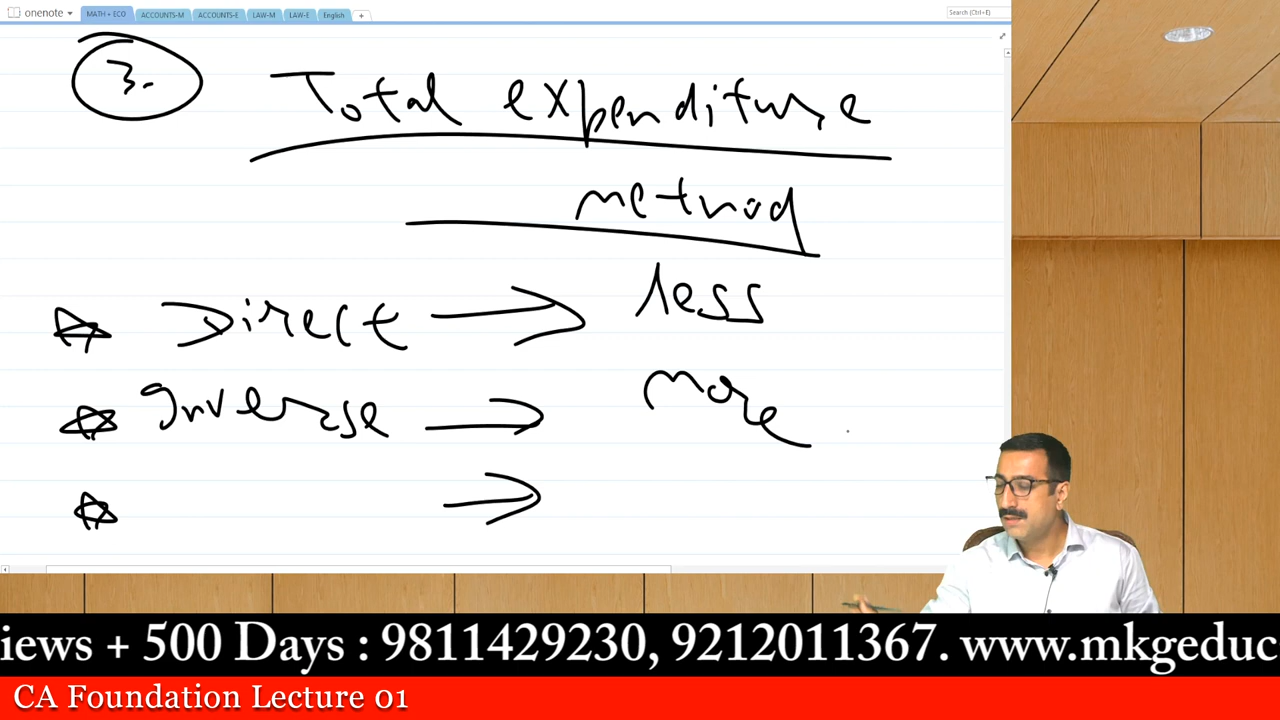 onenote
MATH + ECO
ACCOUNTS-M
ACCOUNTS-E
LAW-M
LAW-E
English
+
Search (Ctrl+E)
3.
Total expenditure
method
Direct → less
Inverse → more
→
iews + 500 Days : 9811429230, 9212011367. www.mkgeduc
CA Foundation Lecture 01